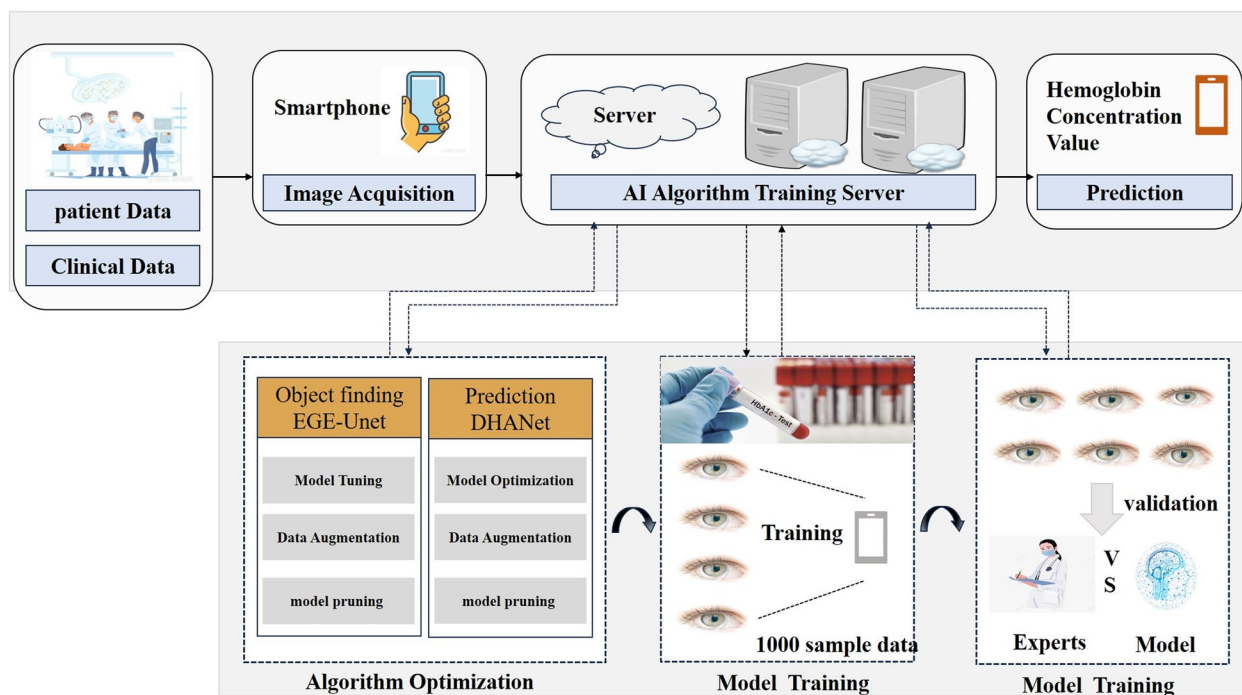 patient Data
Clinical Data
Smartphone
Image Acquisition
Server
AI Algorithm Training Server
Hemoglobin
Concentration
Value
Prediction
Object finding
EGE-Unet
Model Tuning
Data Augmentation
model pruning
Prediction
DHANet
Model Optimization
Data Augmentation
model pruning
Algorithm Optimization
HbA1c - Test
Training
1000 sample data
Model Training
validation
V
S
Experts
Model
Model Training